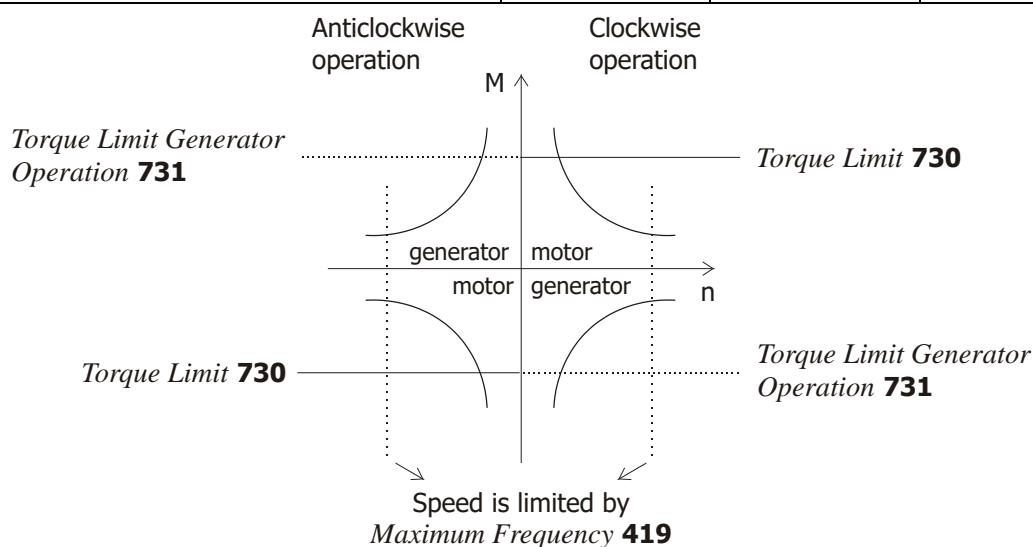 Anticlockwise
operation
Clockwise
operation
M
Torque Limit Generator
Operation 731
Torque Limit 730
generator
motor
motor
generator
n
Torque Limit 730
Torque Limit Generator
Operation 731
Speed is limited by
Maximum Frequency 419